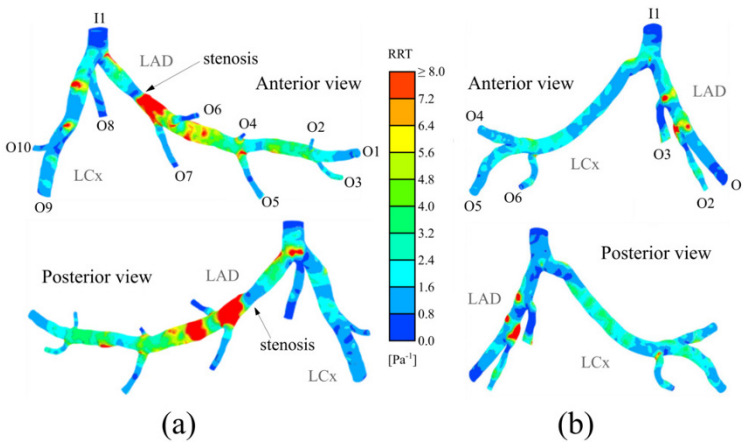 I1
LAD
stenosis
Anterior view
O6
O8
O4
O2
O1
O10
O7
O3
LCx
O5
O9
Posterior view
LAD
stenosis
LCx
(a)
RRT
≥ 8.0
7.2
6.4
5.6
4.8
4.0
3.2
2.4
1.6
0.8
0.0
[Pa⁻¹]
I1
Anterior view
LAD
O4
O3
LCx
O5
O6
O2
O
LAD
Posterior view
LCx
(b)